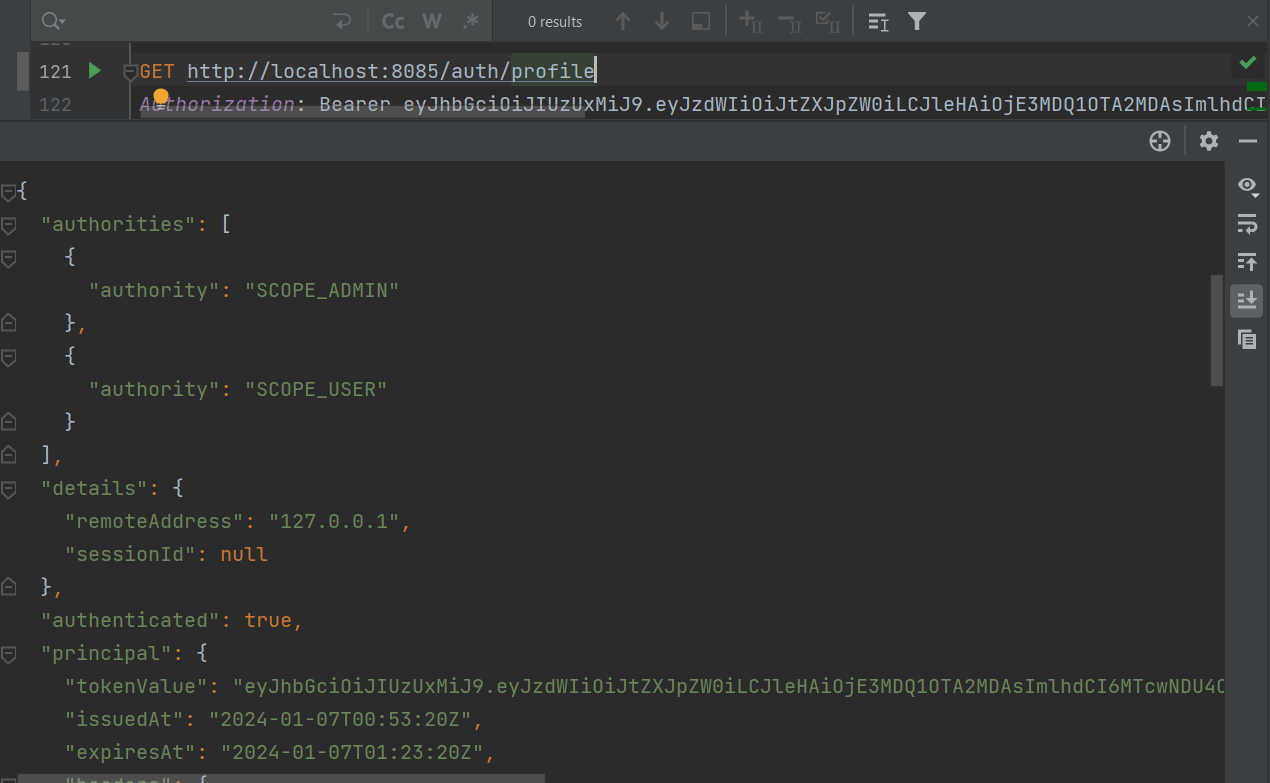 Cc W .* 0 results
121 GET http://localhost:8085/auth/profile
122 Authorization: Bearer eyJhbGciOiJIUzUxMiJ9.eyJzdWIiOiJtZXJpZW0iLCJleHAiOjE3MDQ1OTA2MDAsImlhdCI
{
"authorities": [
{
"authority": "SCOPE_ADMIN"
},
{
"authority": "SCOPE_USER"
}
],
"details": {
"remoteAddress": "127.0.0.1",
"sessionId": null
},
"authenticated": true,
"principal": {
"tokenValue": "eyJhbGciOiJIUzUxMiJ9.eyJzdWIiOiJtZXJpZW0iLCJleHAiOjE3MDQ1OTA2MDAsImlhdCI6MTcwNDU4O
"issuedAt": "2024-01-07T00:53:20Z",
"expiresAt": "2024-01-07T01:23:20Z",
"headers": {